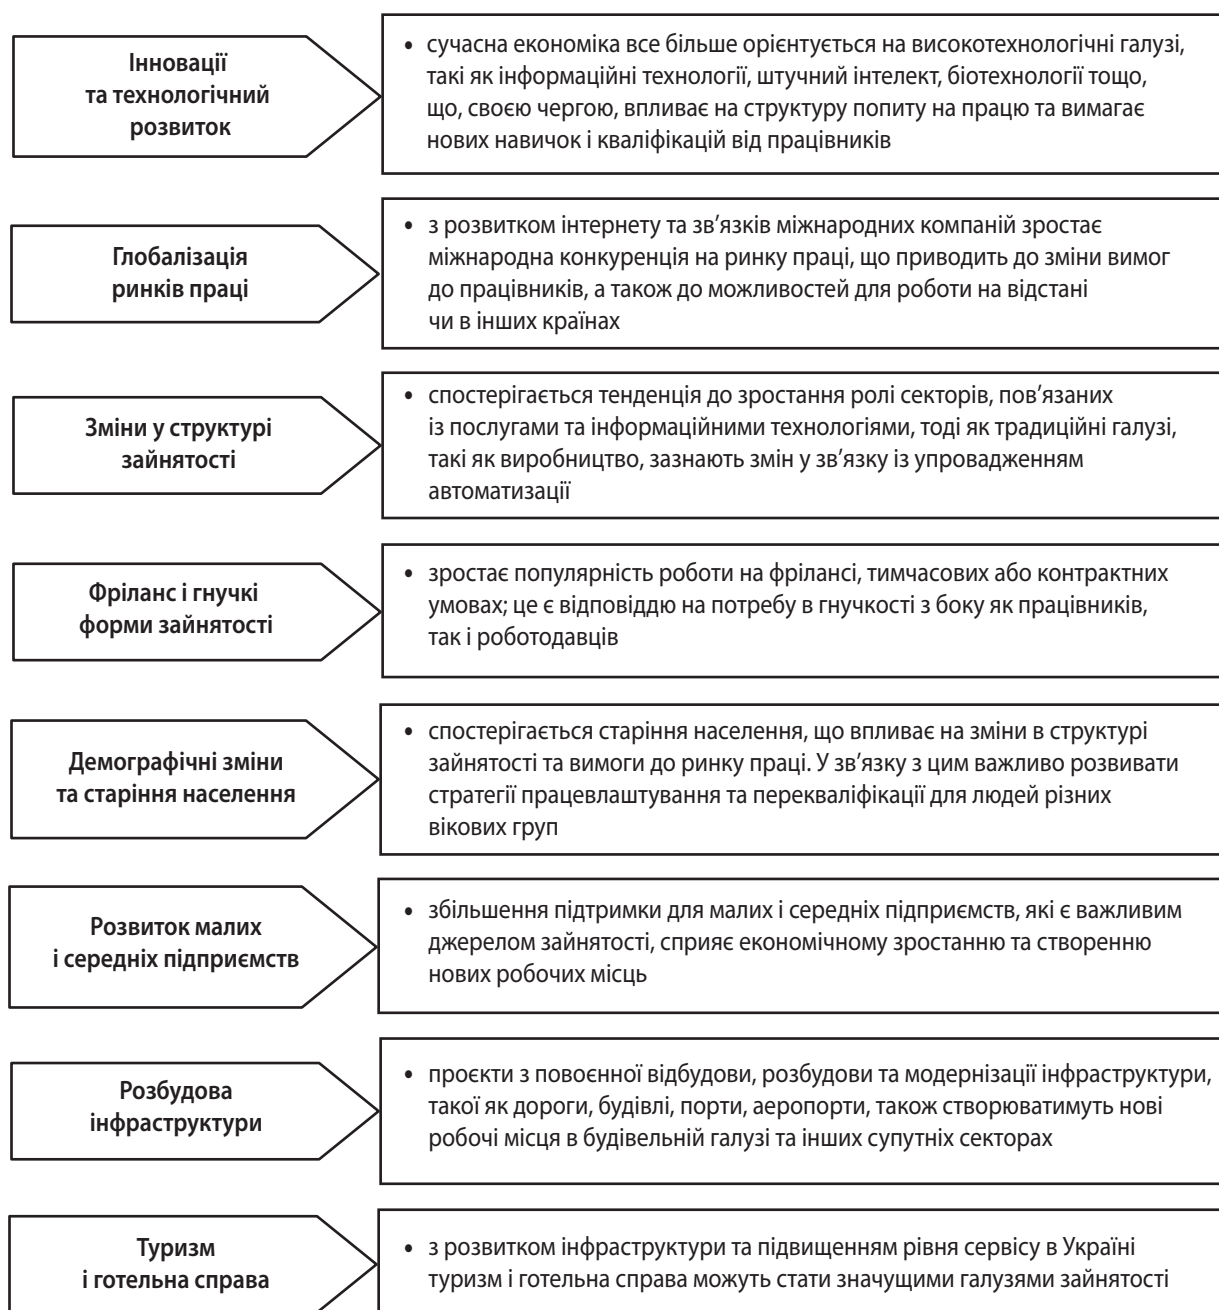 Інновації
та технологічний
розвиток
• сучасна економіка все більше орієнтується на високотехнологічні галузі,
такі як інформаційні технології, штучний інтелект, біотехнології тощо,
що, своєю чергою, впливає на структуру попиту на працю та вимагає
нових навичок і кваліфікацій від працівників
Глобалізація
ринків праці
• з розвитком інтернету та зв’язків міжнародних компаній зростає
міжнародна конкуренція на ринку праці, що приводить до зміни вимог
до працівників, а також до можливостей для роботи на відстані
чи в інших країнах
Зміни у структурі
зайнятості
• спостерігається тенденція до зростання ролі секторів, пов’язаних
із послугами та інформаційними технологіями, тоді як традиційні галузі,
такі як виробництво, зазнають змін у зв’язку із упровадженням
автоматизації
Фріланс і гнучкі
форми зайнятості
• зростає популярність роботи на фрілансі, тимчасових або контрактних
умовах; це є відповіддю на потребу в гнучкості з боку як працівників,
так і роботодавців
Демографічні зміни
та старіння населення
• спостерігається старіння населення, що впливає на зміни в структурі
зайнятості та вимоги до ринку праці. У зв’язку з цим важливо розвивати
стратегії працевлаштування та перекваліфікації для людей різних
вікових груп
Розвиток малих
і середніх підприємств
• збільшення підтримки для малих і середніх підприємств, які є важливим
джерелом зайнятості, сприяє економічному зростанню та створенню
нових робочих місць
Розбудова
інфраструктури
• проєкти з повоєнної відбудови, розбудови та модернізації інфраструктури,
такої як дороги, будівлі, порти, аеропорти, також створюватимуть нові
робочі місця в будівельній галузі та інших супутніх секторах
Туризм
і готельна справа
• з розвитком інфраструктури та підвищенням рівня сервісу в Україні
туризм і готельна справа можуть стати значущими галузями зайнятості